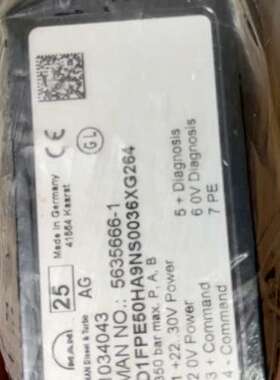 MAN
25
Made in Germany
41564 Kaarst
CE
GL
MAN Diesel & Turbo AG
1034043
MAN NO.: 5635666-1
D1FPE50HA9NS0036XG264
350 bar max. P, A, B
1 +22..30V Power
2 0V Power
3 + Command
4 - Command
5 + Diagnosis
6 0V Diagnosis
7 PE